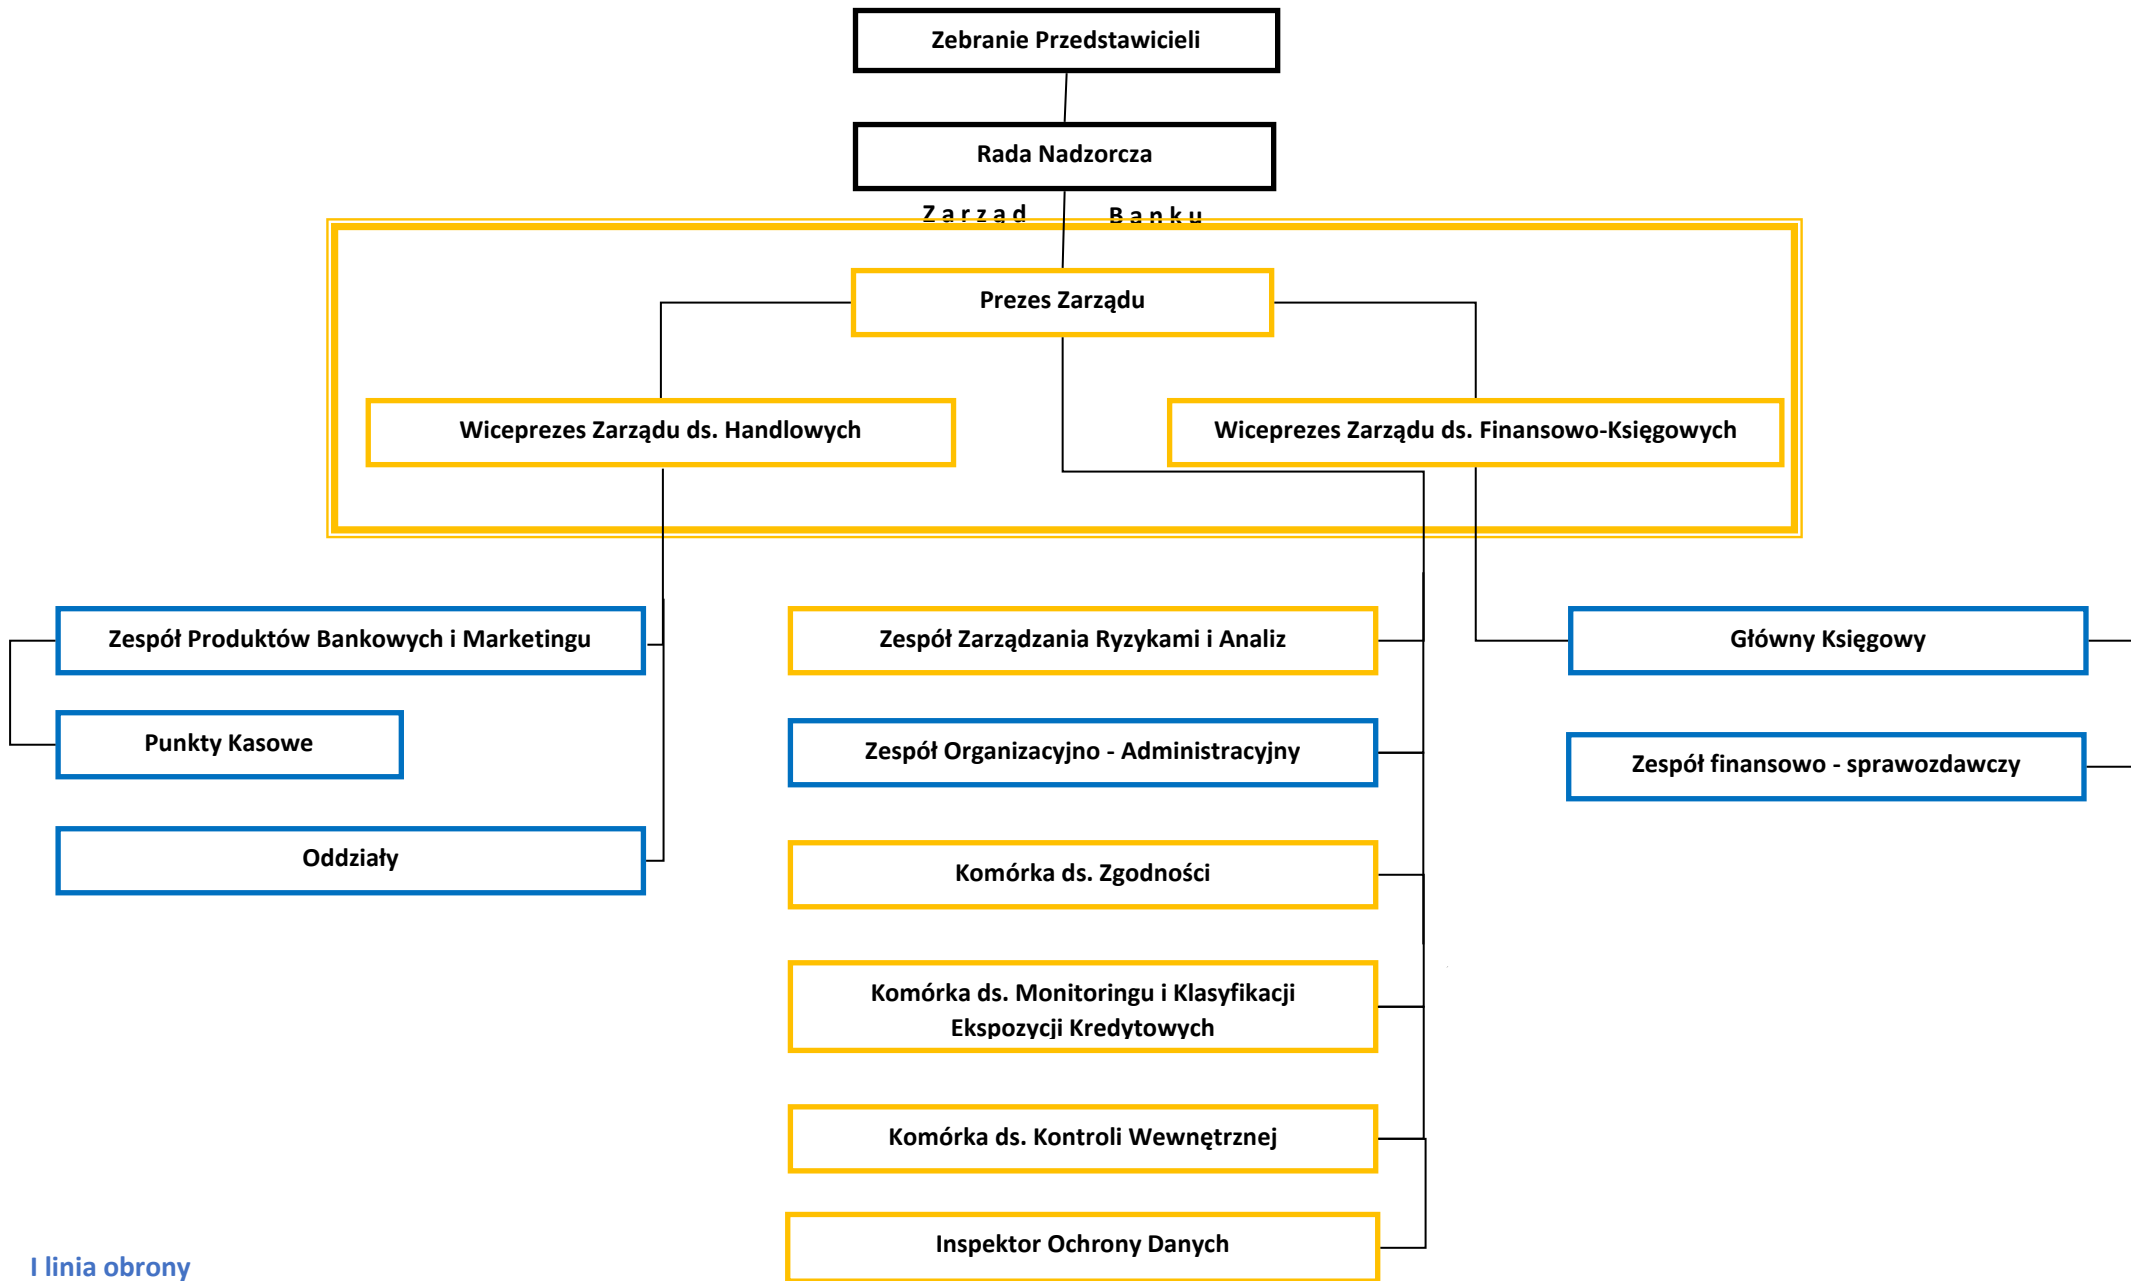 Zebranie Przedstawicieli
Rada Nadzorcza
Zarząd Banku
Prezes Zarządu
Wiceprezes Zarządu ds. Handlowych
Wiceprezes Zarządu ds. Finansowo-Księgowych
Zespół Produktów Bankowych i Marketingu
Zespół Zarządzania Ryzykami i Analiz
Główny Księgowy
Punkty Kasowe
Zespół Organizacyjno - Administracyjny
Zespół finansowo - sprawozdawczy
Oddziały
Komórka ds. Zgodności
Komórka ds. Monitoringu i Klasyfikacji
Ekspozycji Kredytowych
Komórka ds. Kontroli Wewnętrznej
Inspektor Ochrony Danych
I linia obrony